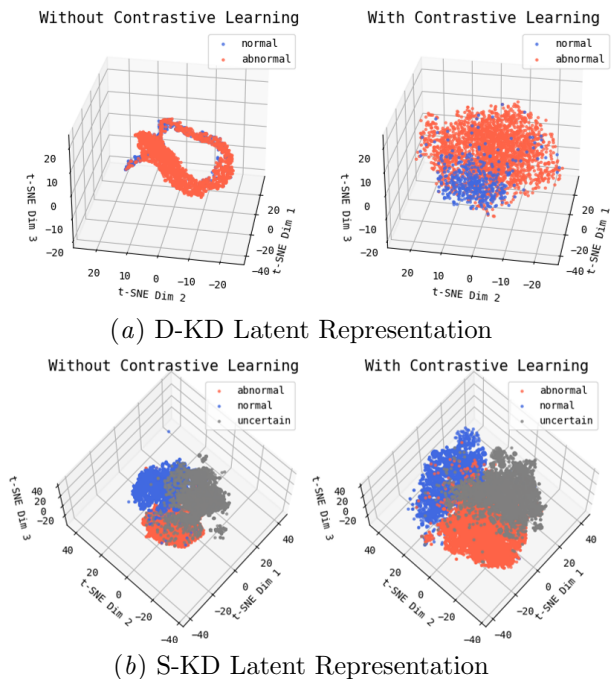 Without Contrastive Learning
With Contrastive Learning
normal
abnormal
normal
abnormal
t-SNE Dim 3
20
10
0
−10
−20
20
10
0
−10
−20
t-SNE Dim 2
20
0
−20
−40
t-SNE Dim 1
t-SNE Dim 3
20
10
0
−10
−20
20
10
0
−10
−20
t-SNE Dim 2
20
0
−20
−40
t-SNE Dim 1
(a) D-KD Latent Representation
Without Contrastive Learning
With Contrastive Learning
abnormal
normal
uncertain
abnormal
normal
uncertain
t-SNE Dim 3
40
20
0
−20
40
20
0
−20
−40
t-SNE Dim 2
40
20
0
−20
−40
t-SNE Dim 1
t-SNE Dim 3
40
20
0
−20
40
20
0
−20
−40
t-SNE Dim 2
40
20
0
−20
−40
t-SNE Dim 1
(b) S-KD Latent Representation